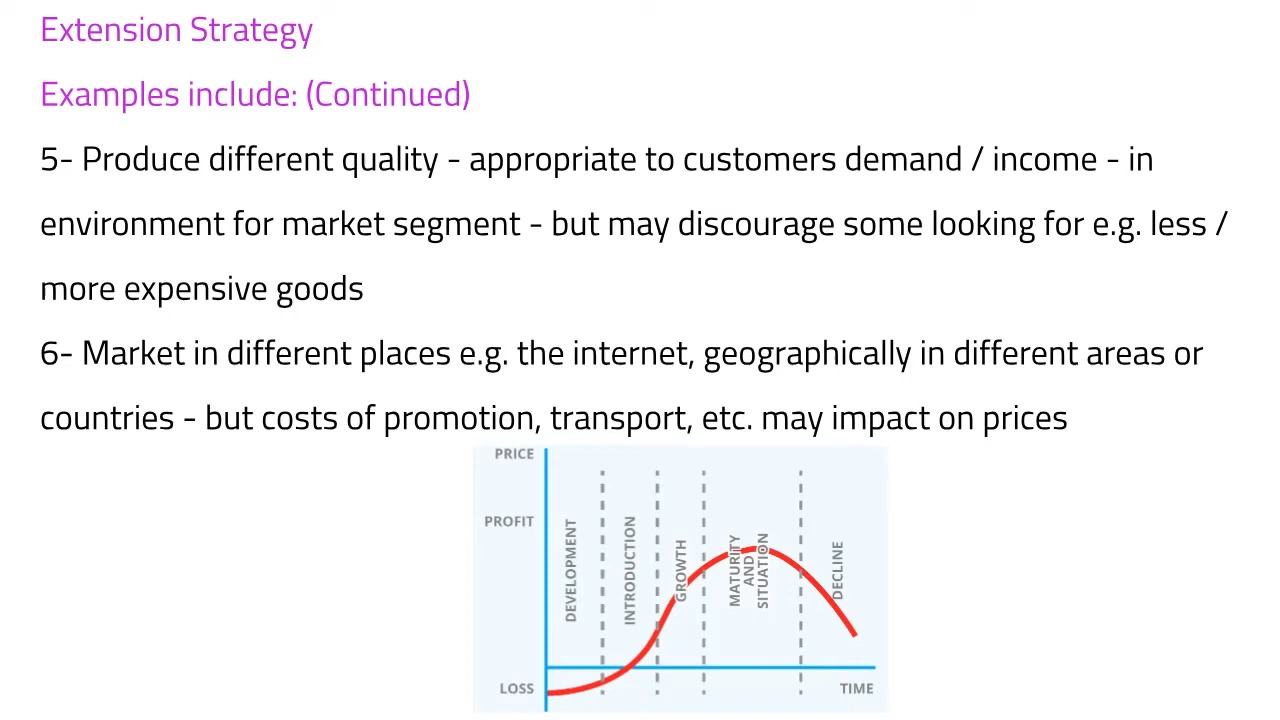 Extension Strategy
Examples include: (Continued)
5- Produce different quality - appropriate to customers demand / income - in
environment for market segment - but may discourage some looking for e.g. less /
more expensive goods
6- Market in different places e.g. the internet, geographically in different areas or
countries - but costs of promotion, transport, etc. may impact on prices
PRICE
PROFIT
DEVELOPMENT
INTRODUCTION
GROWTH
MATURITY
AND
SITUATION
DECLINE
LOSS
TIME